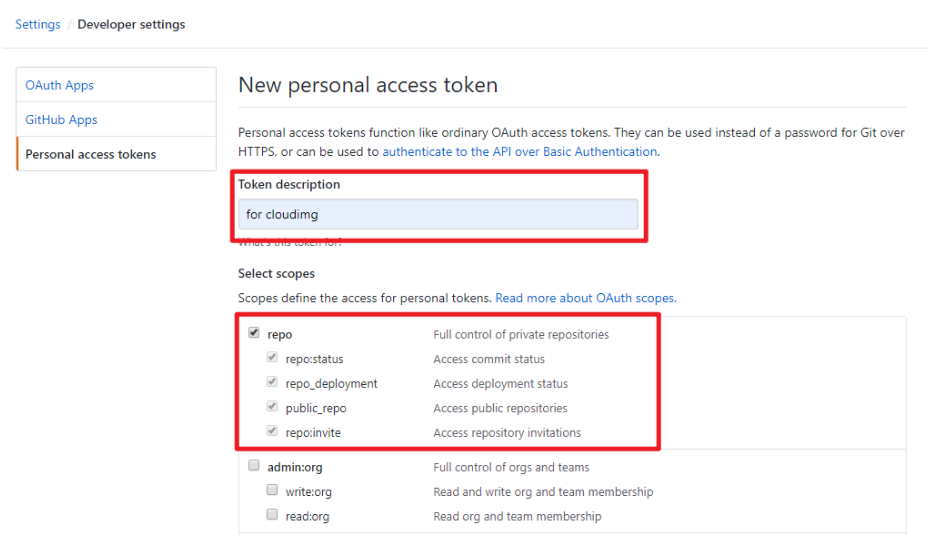 Settings / Developer settings
OAuth Apps
GitHub Apps
Personal access tokens
New personal access token
Personal access tokens function like ordinary OAuth access tokens. They can be used instead of a password for Git over
HTTPS, or can be used to authenticate to the API over Basic Authentication.
Token description
for cloudimg
What's this token for?
Select scopes
Scopes define the access for personal tokens. Read more about OAuth scopes.
repo Full control of private repositories
repo:status Access commit status
repo_deployment Access deployment status
public_repo Access public repositories
repo:invite Access repository invitations
admin:org Full control of orgs and teams
write:org Read and write org and team membership
read:org Read org and team membership